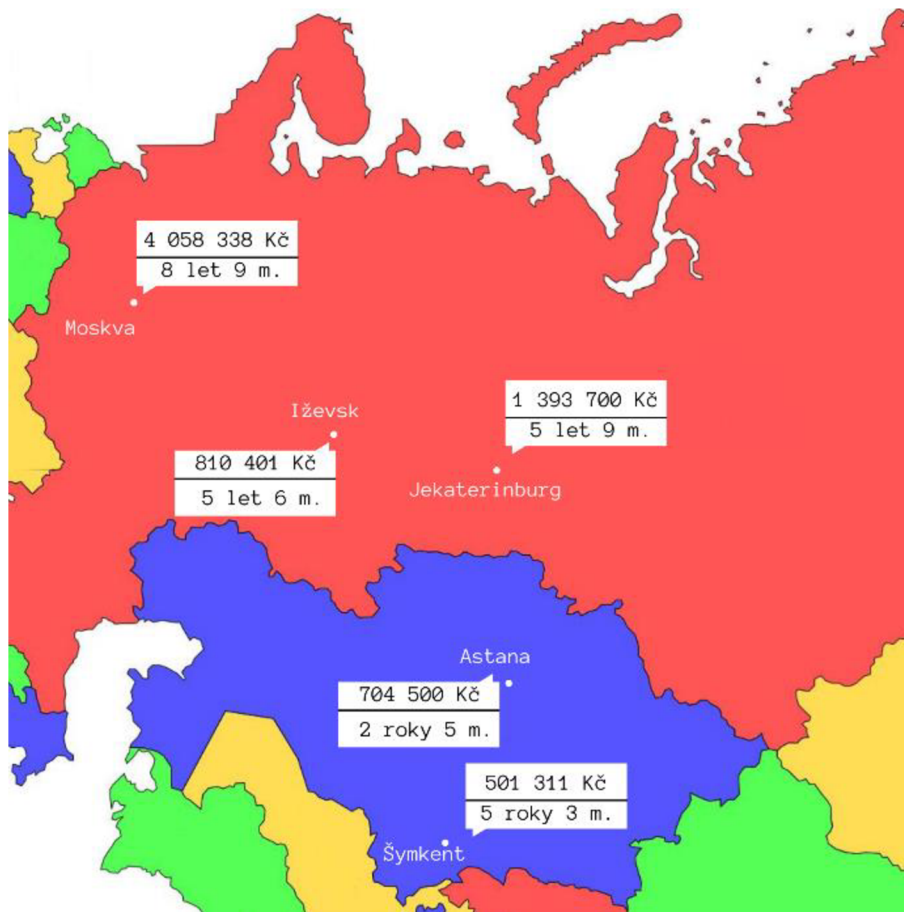 4 058 338 Kč
8 let 9 m.
Moskva
1 393 700 Kč
5 let 9 m.
Iževsk
810 401 Kč
5 let 6 m.
Jekaterinburg
Astana
704 500 Kč
2 roky 5 m.
501 311 Kč
5 roky 3 m.
Šymkent